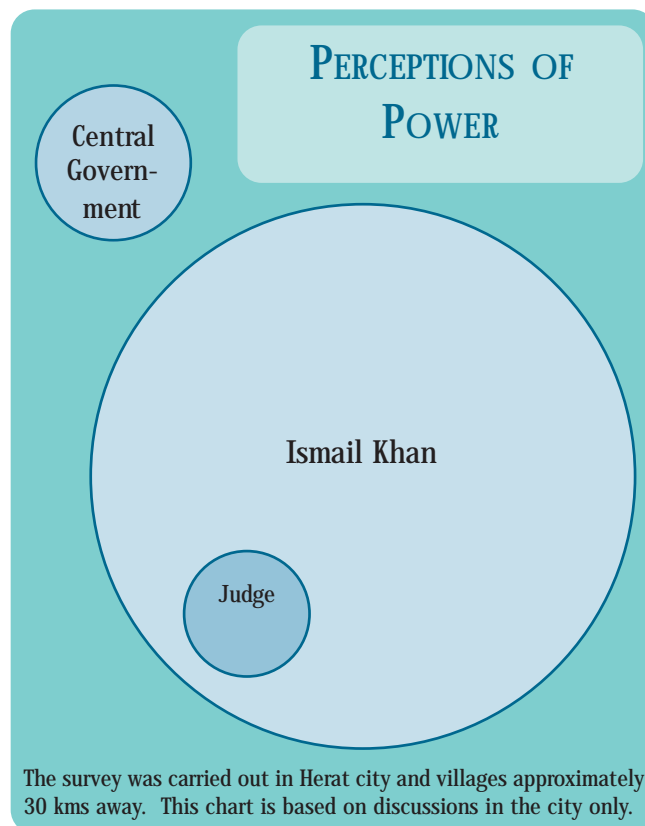 PERCEPTIONS OF
POWER
Central
Govern-
ment
Ismail Khan
Judge
The survey was carried out in Herat city and villages approximately
30 kms away. This chart is based on discussions in the city only.